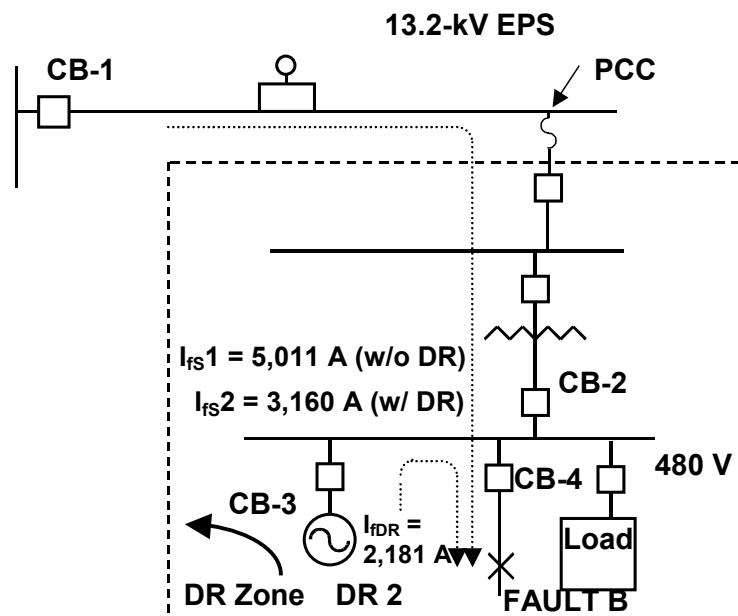 13.2-kV EPS
CB-1
PCC
IfS1 = 5,011 A (w/o DR)
IfS2 = 3,160 A (w/ DR)
CB-2
480 V
CB-3
CB-4
IfDR =
2,181 A
Load
DR Zone
DR 2
FAULT B